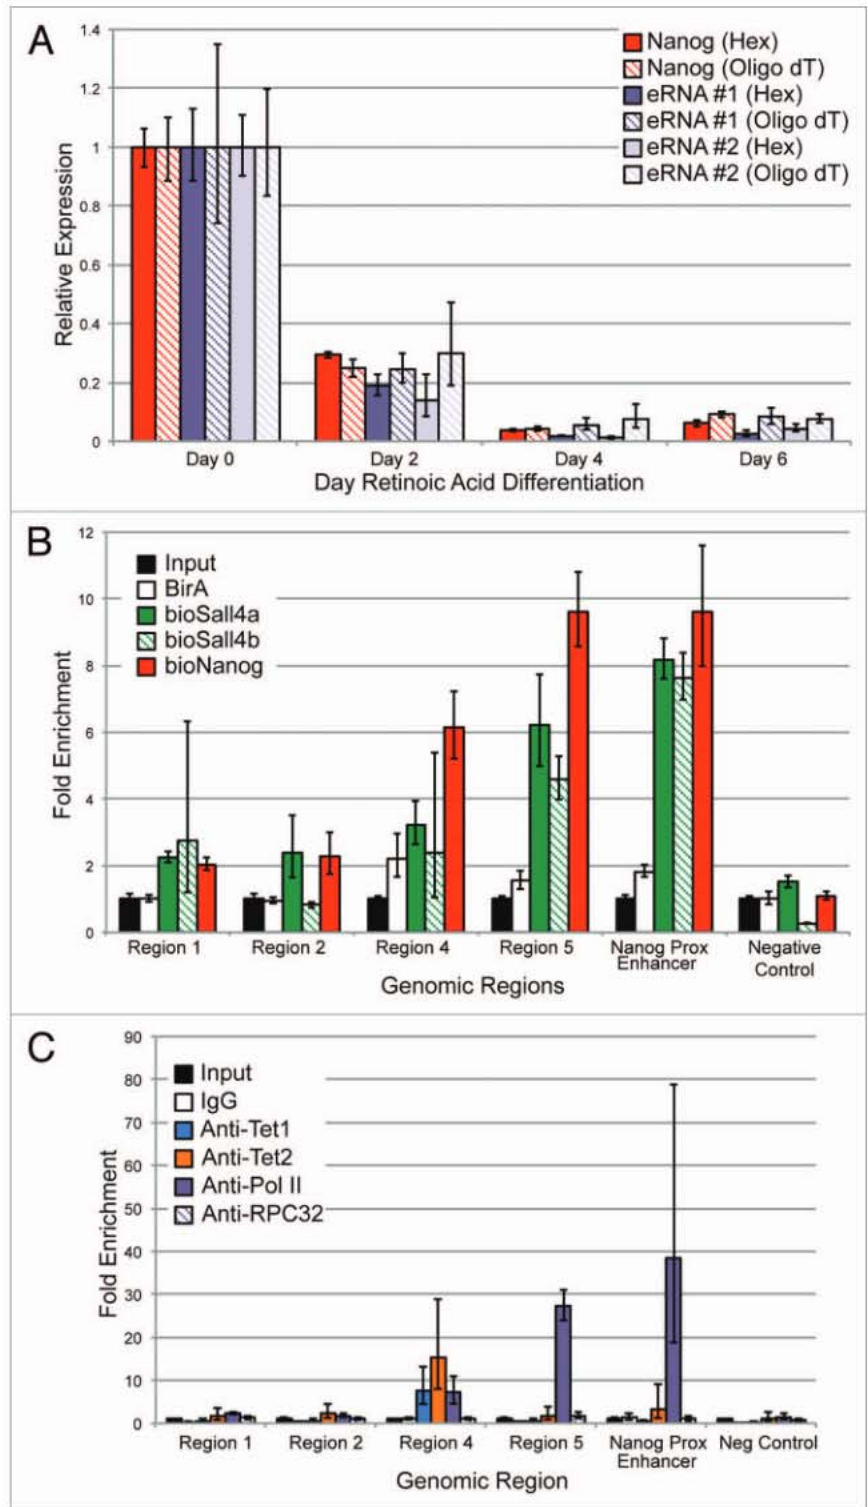 A
1.4
1.2
1
0.8
0.6
0.4
0.2
0
Relative Expression
Nanog (Hex)
Nanog (Oligo dT)
eRNA #1 (Hex)
eRNA #1 (Oligo dT)
eRNA #2 (Hex)
eRNA #2 (Oligo dT)
Day 0 Day 2 Day 4 Day 6
Day Retinoic Acid Differentiation
B
12
10
8
6
4
2
0
Fold Enrichment
Input
BirA
bioSall4a
bioSall4b
bioNanog
Region 1 Region 2 Region 4 Region 5 Nanog Prox Negative
Enhancer Control
Genomic Regions
C
90
80
70
60
50
40
30
20
10
0
Fold Enrichment
Input
IgG
Anti-Tet1
Anti-Tet2
Anti-Pol II
Anti-RPC32
Region 1 Region 2 Region 4 Region 5 Nanog Prox Neg Control
Enhancer
Genomic Region